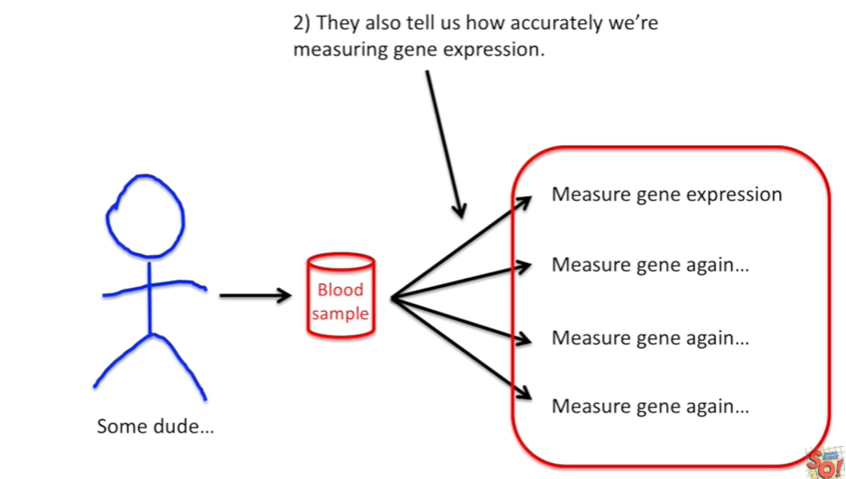 2) They also tell us how accurately we're
measuring gene expression.
Measure gene expression
Measure gene again...
Blood
sample
Measure gene again...
Measure gene again...
Some dude...
SO!